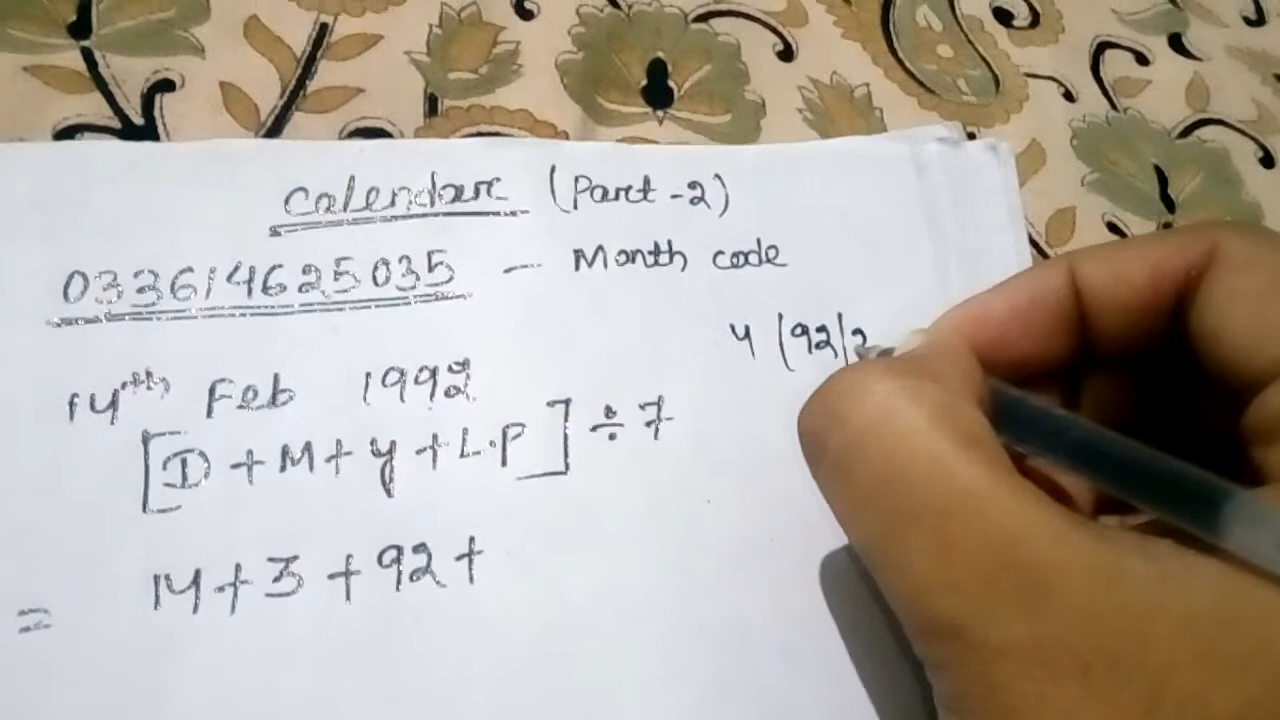 Calendar (Part-2)
033614625035 - Month code
4 (92)2
14th Feb 1992
[D + M + y + L.P] ÷ 7
= 14 + 3 + 92 +